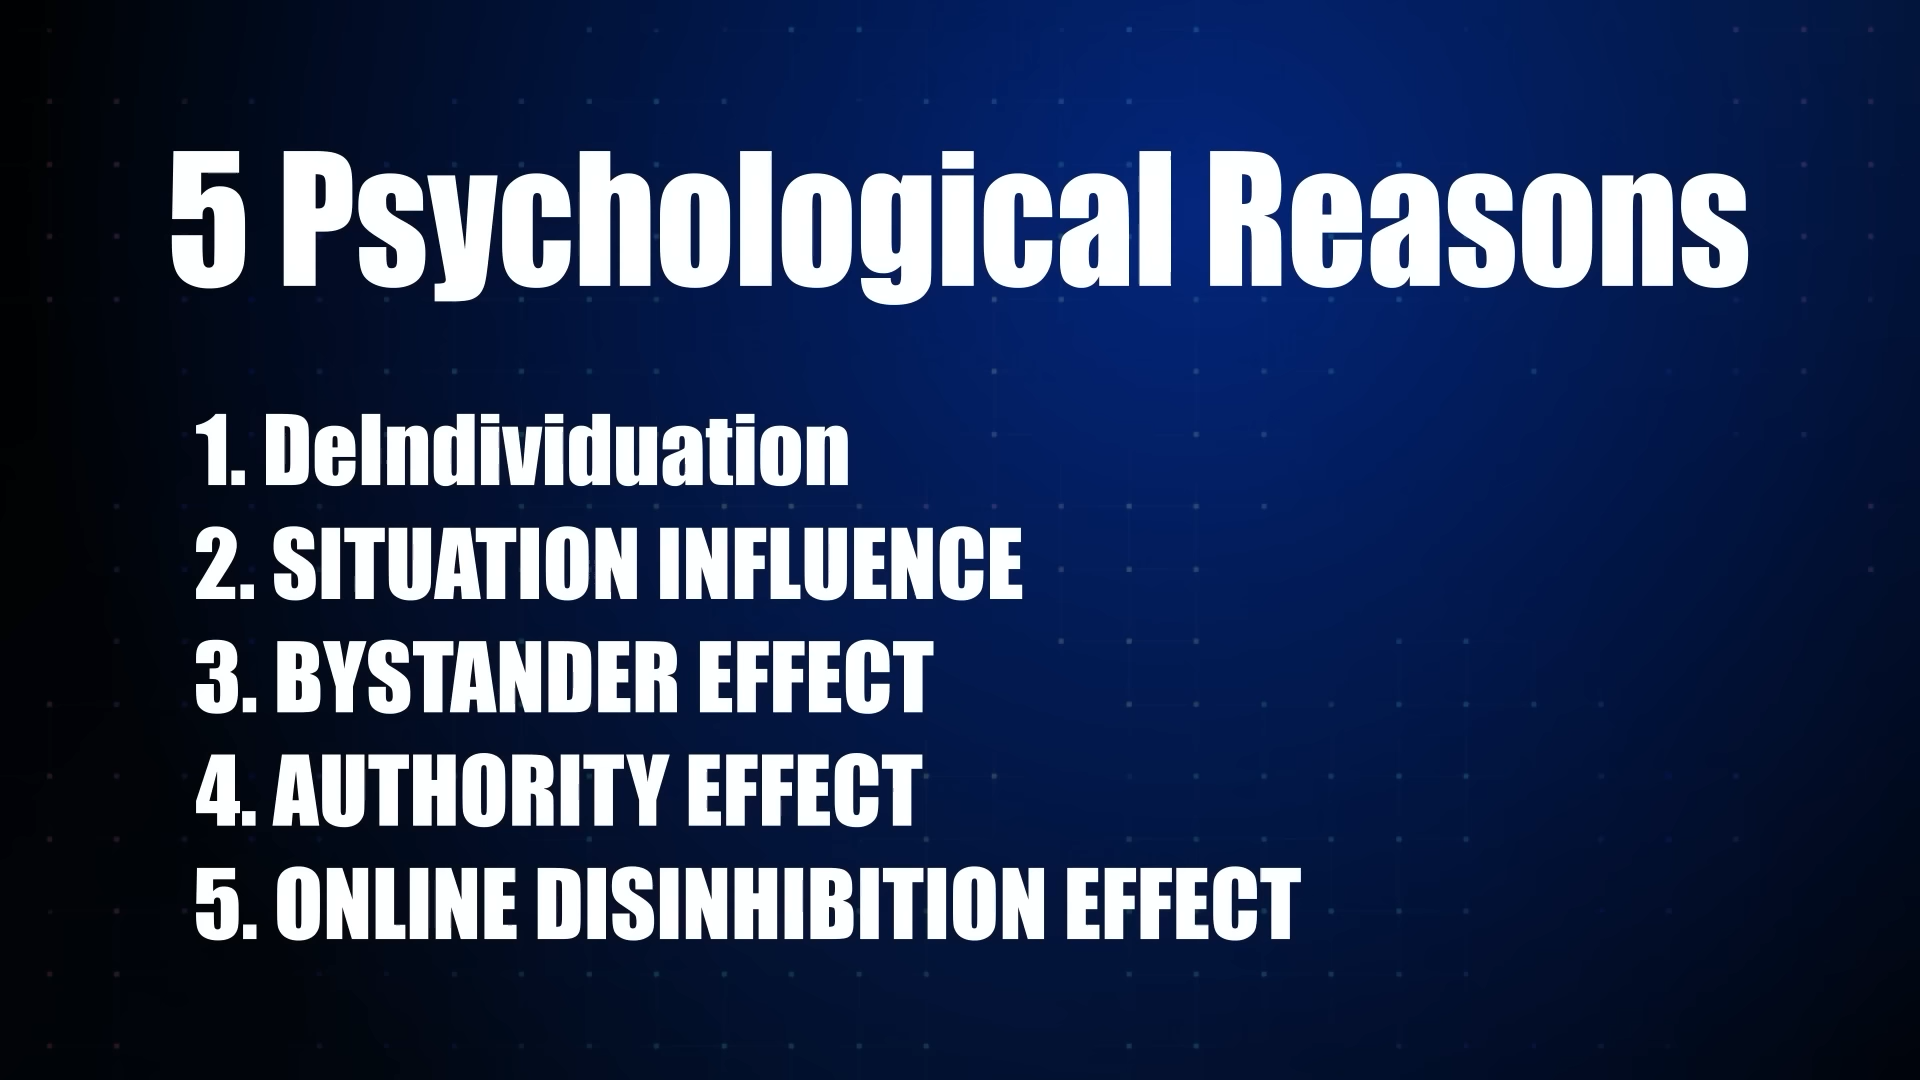 5 Psychological Reasons
1. DeIndividuation
2. SITUATION INFLUENCE
3. BYSTANDER EFFECT
4. AUTHORITY EFFECT
5. ONLINE DISINHIBITION EFFECT